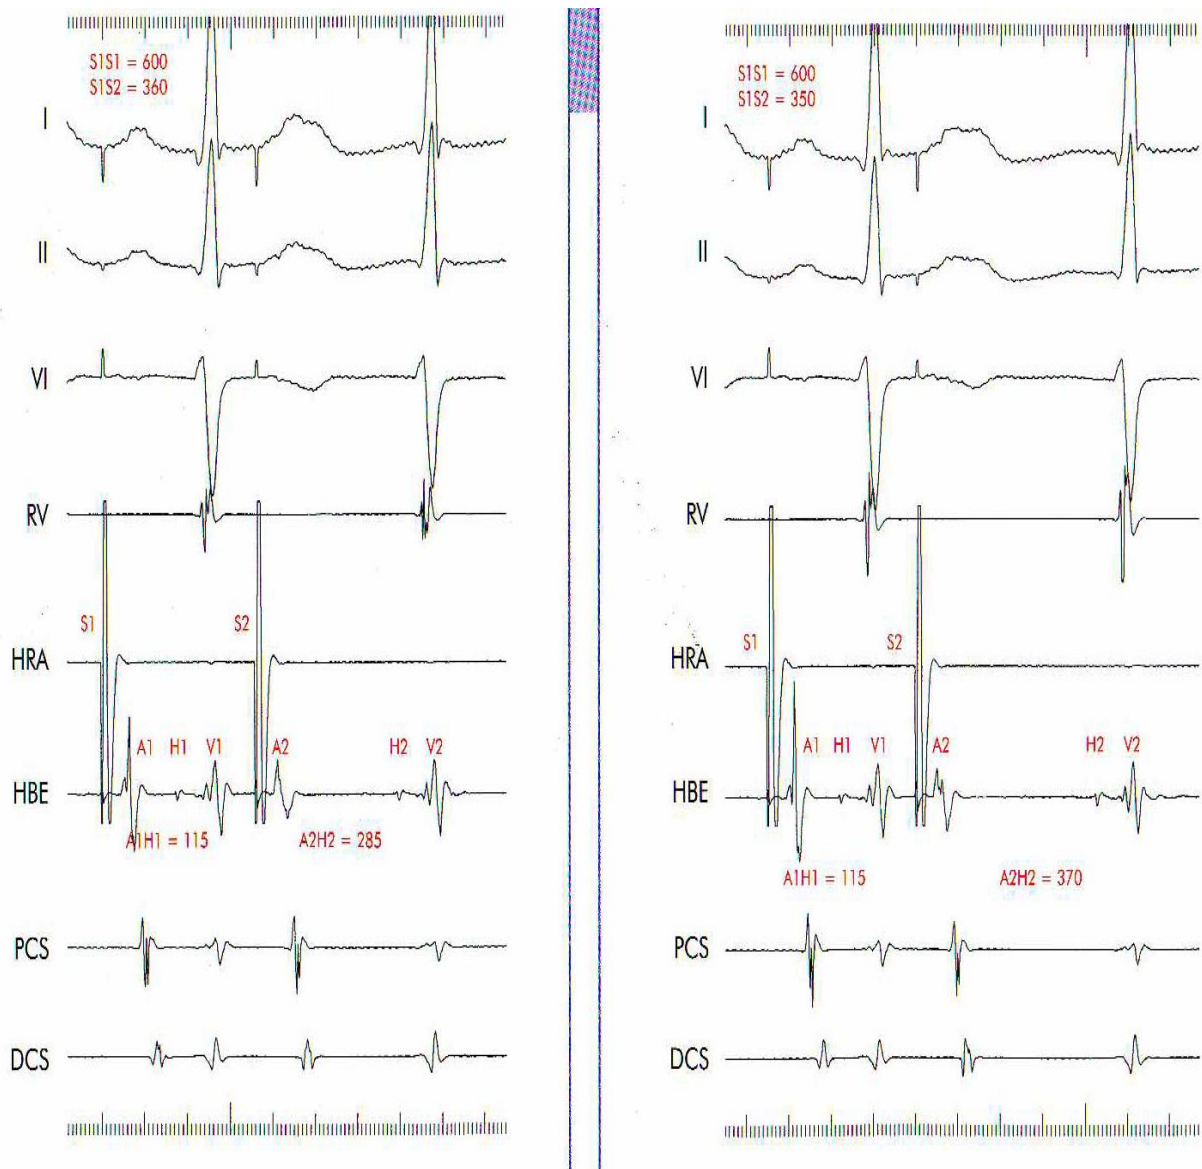 S1S1 = 600
S1S2 = 360
I
II
VI
RV
S1 S2
HRA
A1 H1 V1 A2 H2 V2
HBE
A1H1 = 115 A2H2 = 285
PCS
DCS
S1S1 = 600
S1S2 = 350
I
II
VI
RV
S1 S2
HRA
A1 H1 V1 A2 H2 V2
HBE
A1H1 = 115 A2H2 = 370
PCS
DCS